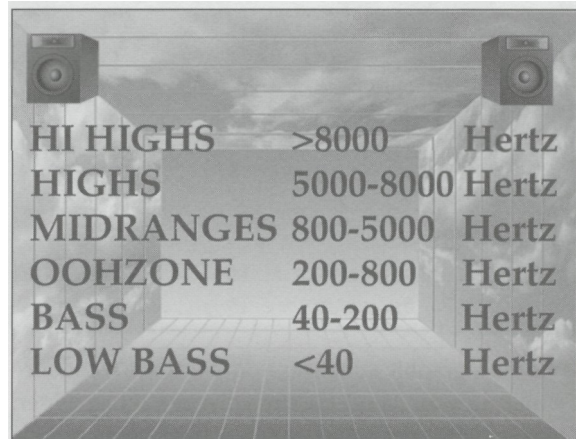 HI HIGHS >8000 Hertz
HIGHS 5000-8000 Hertz
MIDRANGES 800-5000 Hertz
OOHZONE 200-800 Hertz
BASS 40-200 Hertz
LOW BASS <40 Hertz